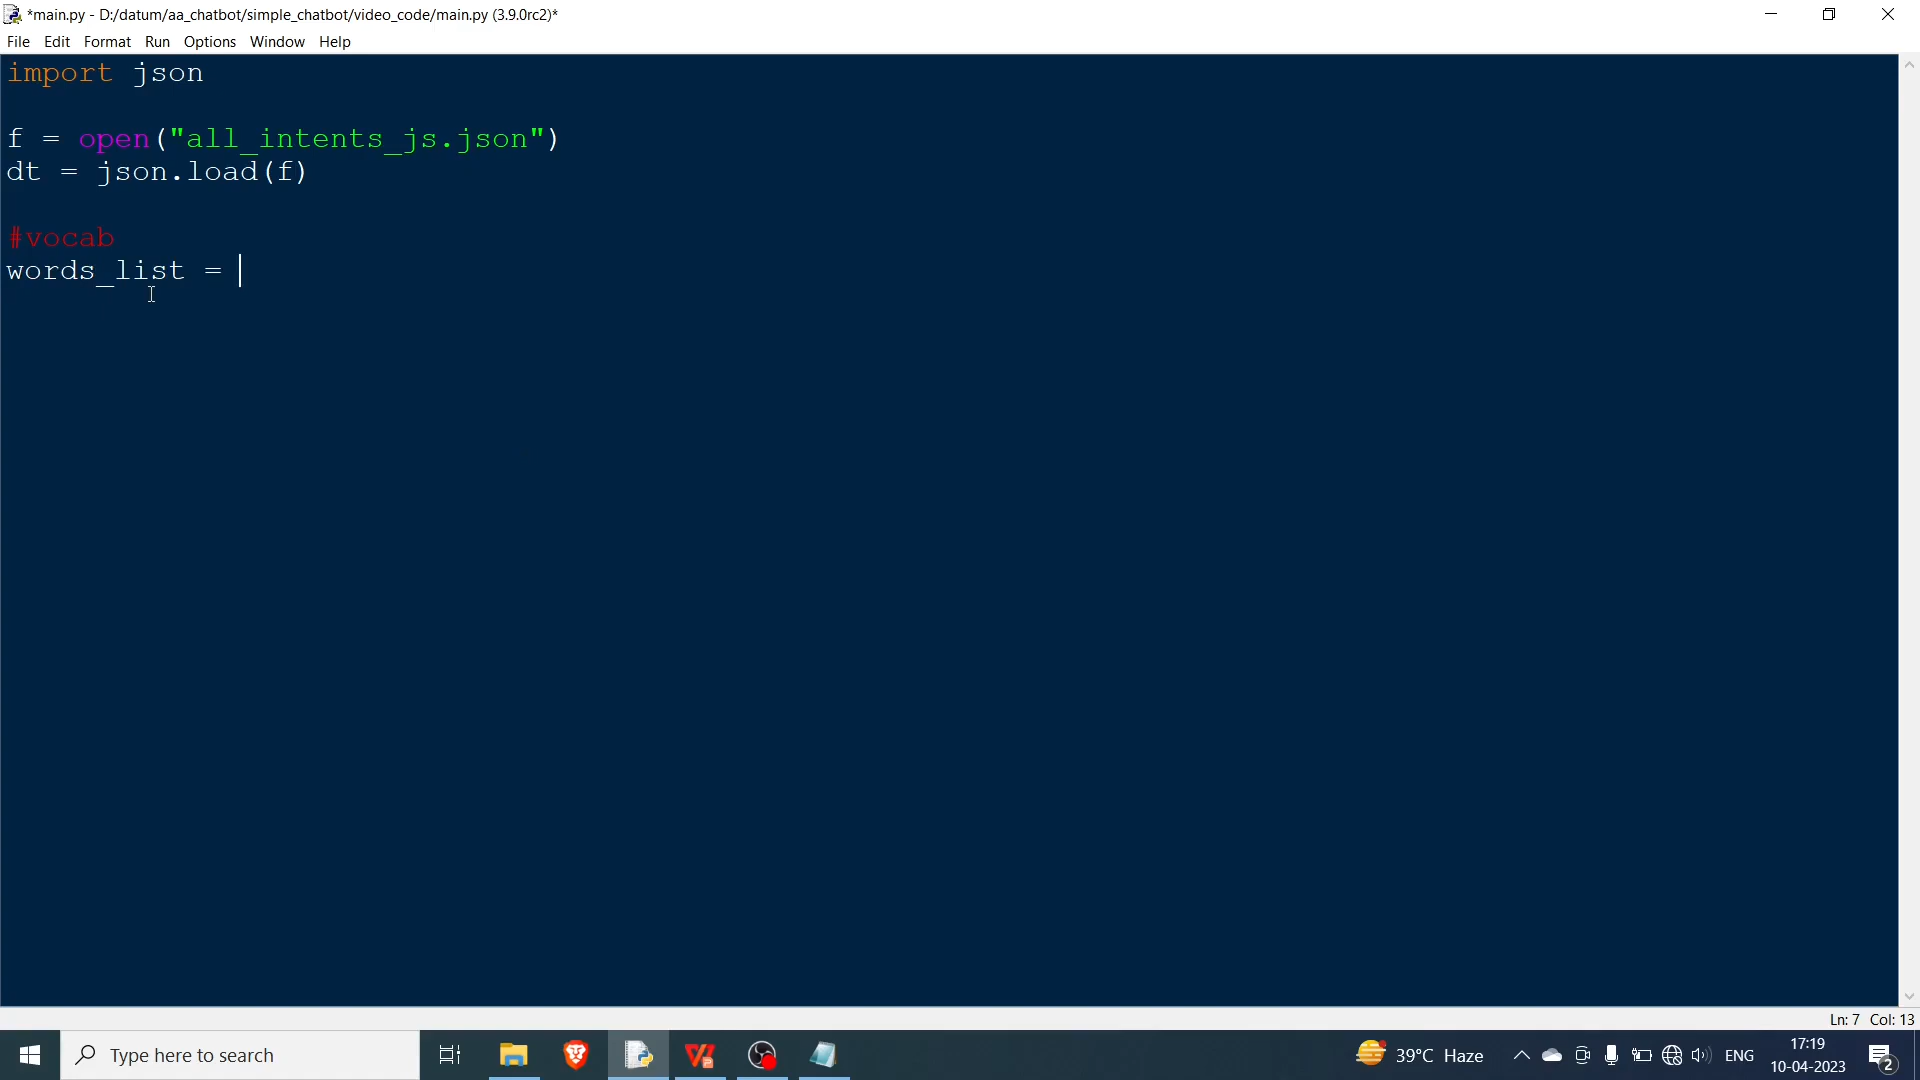 *main.py - D:/datum/aa_chatbot/simple_chatbot/video_code/main.py (3.9.0rc2)*
File Edit Format Run Options Window Help
import json
f = open("all_intents_js.json")
dt = json.load(f)
#vocab
words_list =
Ln: 7 Col: 13
Type here to search
39°C Haze
ENG
17:19
10-04-2023
2